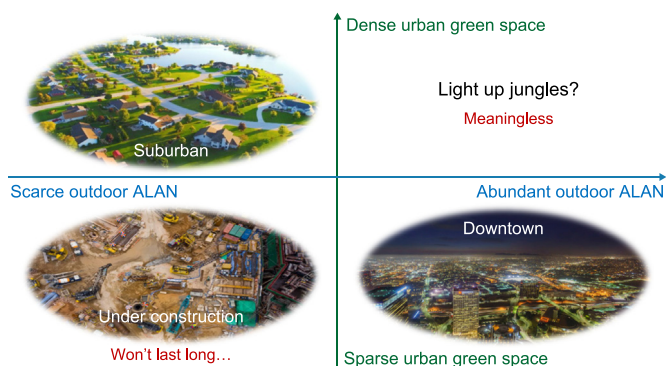 Dense urban green space
Light up jungles?
Meaningless
Suburban
Scarce outdoor ALAN
Abundant outdoor ALAN
Downtown
Under construction
Won't last long…
Sparse urban green space